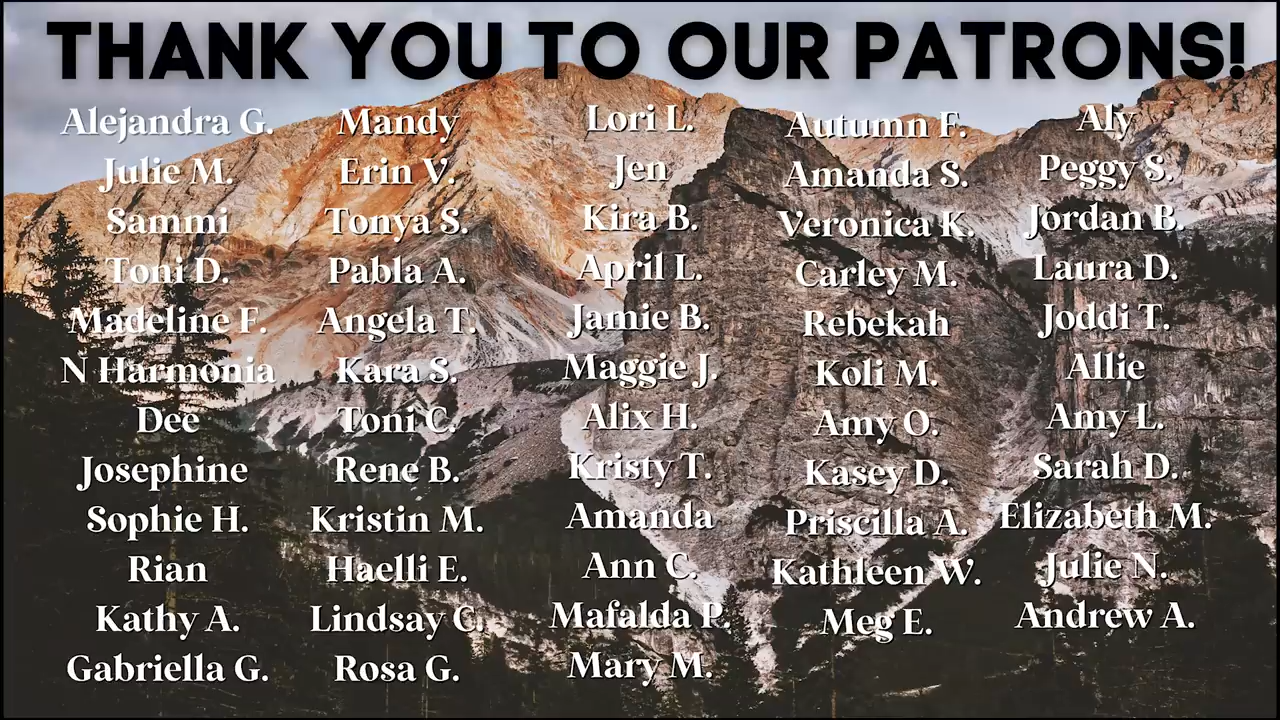 THANK YOU TO OUR PATRONS!
Alejandra G.
Julie M.
Sammi
Toni D.
Madeline F.
N Harmonia
Dee
Josephine
Sophie H.
Rian
Kathy A.
Gabriella G.
Mandy
Erin V.
Tonya S.
Pabla A.
Angela T.
Kara S.
Toni C.
Rene B.
Kristin M.
Haelli E.
Lindsay C.
Rosa G.
Lori L.
Jen
Kira B.
April L.
Jamie B.
Maggie J.
Alix H.
Kristy T.
Amanda
Ann C.
Mafalda P.
Mary M.
Autumn F.
Amanda S.
Veronica K.
Carley M.
Rebekah
Koli M.
Amy O.
Kasey D.
Priscilla A.
Kathleen W.
Meg E.
Aly
Peggy S.
Jordan B.
Laura D.
Joddi T.
Allie
Amy L.
Sarah D.
Elizabeth M.
Julie N.
Andrew A.